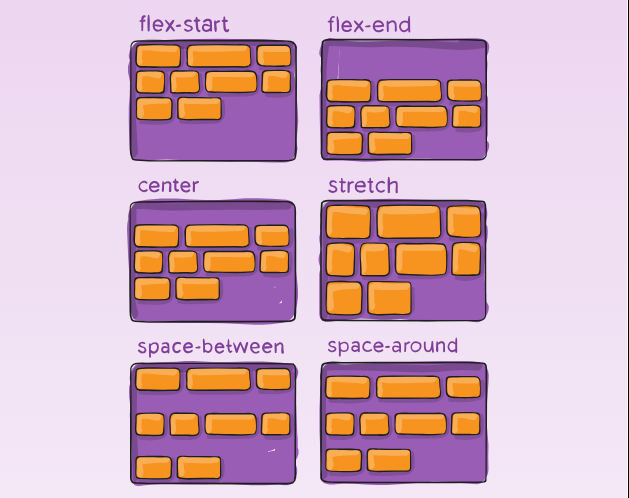 flex-start
flex-end
center
stretch
space-between
space-around